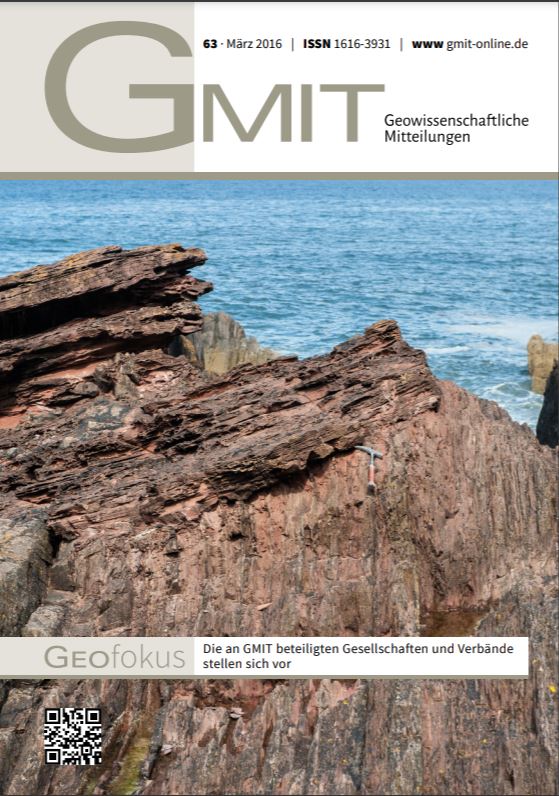 63 · März 2016 | ISSN 1616-3931 | www gmit-online.de
GMIT
Geowissenschaftliche
Mitteilungen
GEOfokus
Die an GMIT beteiligten Gesellschaften und Verbände
stellen sich vor